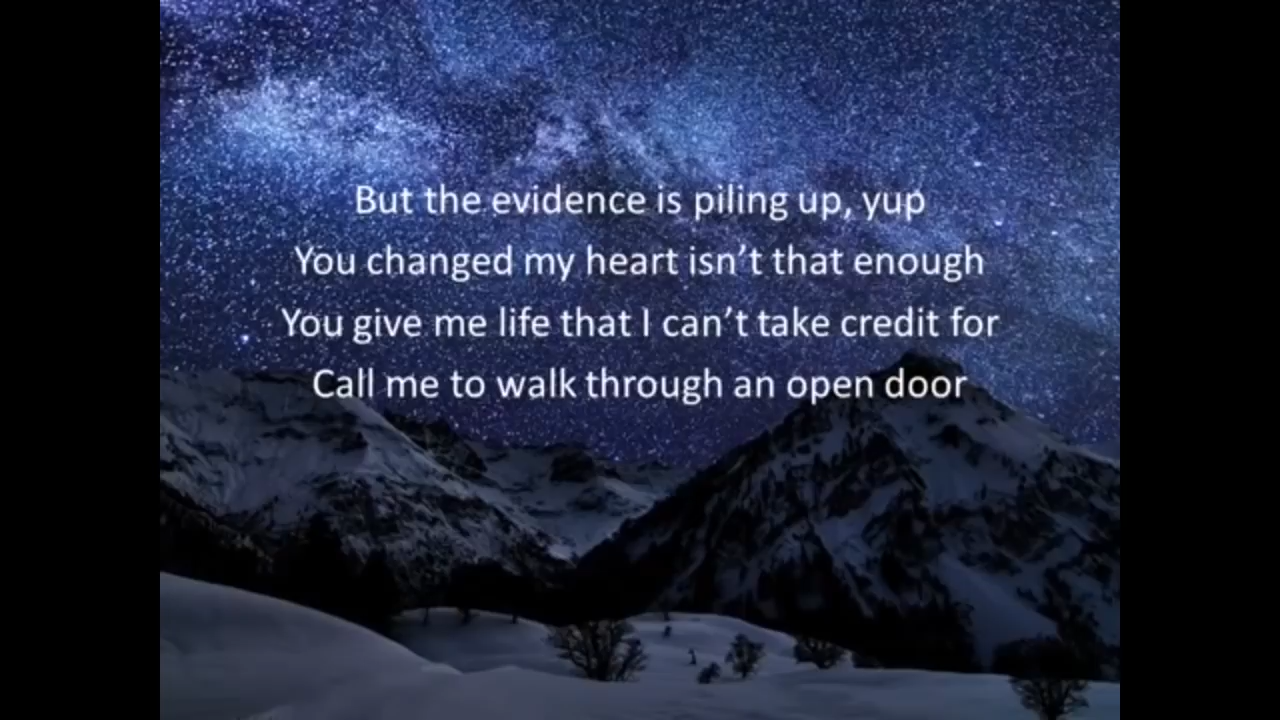 But the evidence is piling up, yup
You changed my heart isn’t that enough
You give me life that I can’t take credit for
Call me to walk through an open door